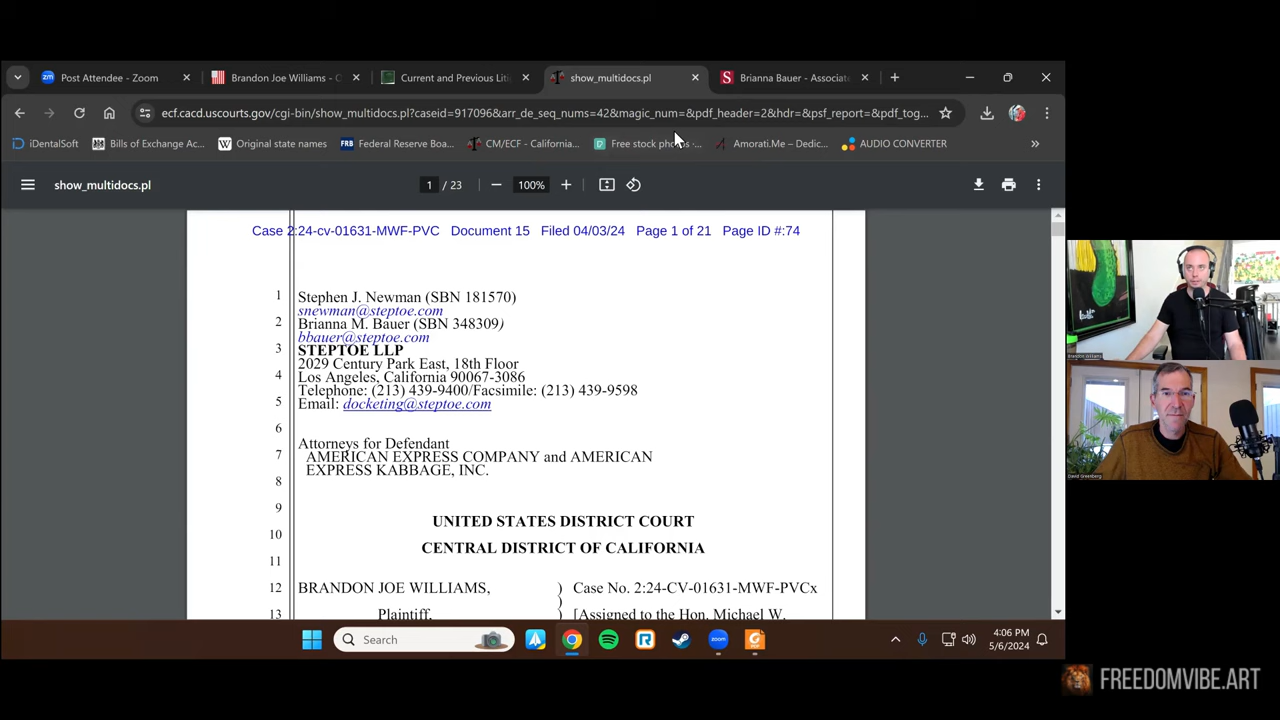 Post Attendee - Zoom
Brandon Joe Williams - C
Current and Previous Liti
show_multidocs.pl
Brianna Bauer - Associate
ecf.cacd.uscourts.gov/cgi-bin/show_multidocs.pl?caseid=917096&arr_de_seq_nums=42&magic_num=&pdf_header=2&hdr=&psf_report=&pdf_tog...
iDentalSoft
Bills of Exchange Ac...
Original state names
FRB Federal Reserve Boa...
CM/ECF - California...
Free stock photos ·...
Amorati.Me – Dedic...
AUDIO CONVERTER
show_multidocs.pl
1 / 23
100%
Case 2:24-cv-01631-MWF-PVC Document 15 Filed 04/03/24 Page 1 of 21 Page ID #:74
1 Stephen J. Newman (SBN 181570)
snewman@steptoe.com
2 Brianna M. Bauer (SBN 348309)
bbauer@steptoe.com
3 STEPTOE LLP
2029 Century Park East, 18th Floor
4 Los Angeles, California 90067-3086
Telephone: (213) 439-9400/Facsimile: (213) 439-9598
5 Email: docketing@steptoe.com
6
Attorneys for Defendant
7 AMERICAN EXPRESS COMPANY and AMERICAN
EXPRESS KABBAGE, INC.
8
9
UNITED STATES DISTRICT COURT
10
CENTRAL DISTRICT OF CALIFORNIA
11
12 BRANDON JOE WILLIAMS, ) Case No. 2:24-CV-01631-MWF-PVCx
)
13 Plaintiff, ) [Assigned to the Hon. Michael W.
Brandon Williams
David Greenberg
Search
4:06 PM
5/6/2024
FREEDOMVIBE.ART